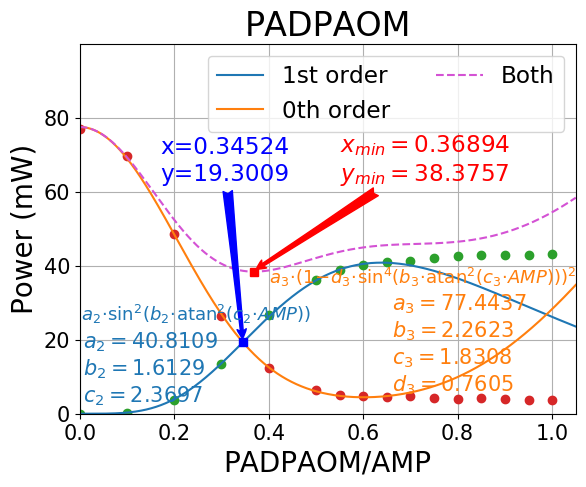 PADPAOM
1st order
0th order
Both
x=0.34524
y=19.3009
x_min = 0.36894
y_min = 38.3757
a₃·(1−d₃·sin⁴(b₃·atan²(c₃·AMP)))²
a₃ = 77.4437
b₃ = 2.2623
c₃ = 1.8308
d₃ = 0.7605
a₂·sin²(b₂·atan²(c₂·AMP))
a₂ = 40.8109
b₂ = 1.6129
c₂ = 2.3697
Power (mW)
80
60
40
20
0
0.0 0.2 0.4 0.6 0.8 1.0
PADPAOM/AMP